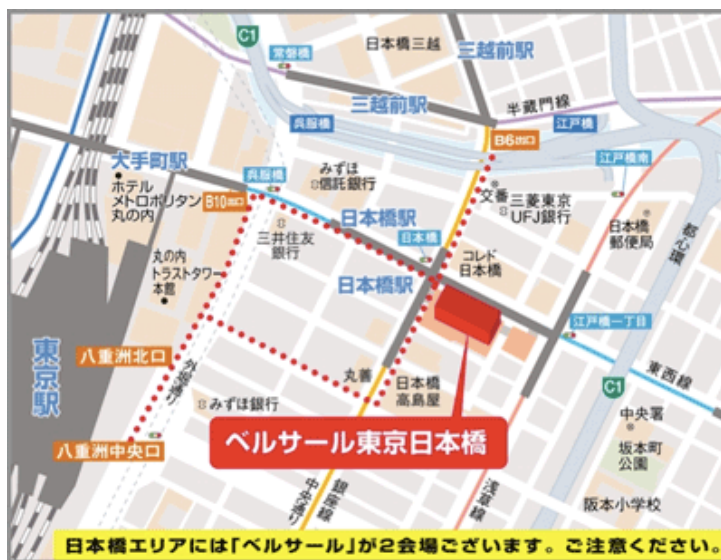 C1
日本橋三越
三越前駅
常盤橋
三越前駅
半蔵門線
呉服橋
江戸橋
B6出口
大手町駅
みずほ
信託銀行
江戸橋南
呉服橋
交番
ホテル
メトロポリタン
丸の内
B10出口
三菱東京
UFJ銀行
日本橋駅
日本橋
郵便局
都心環
三井住友
銀行
日本橋
コレド
日本橋
丸の内
トラストタワー
本館
日本橋駅
江戸橋一丁目
東京駅
八重洲北口
外堀通り
東西線
丸善
日本橋
高島屋
C1
みずほ銀行
中央署
ベルサール東京日本橋
八重洲中央口
坂本町
公園
銀座線
中央通り
浅草線
阪本小学校
日本橋エリアには「ベルサール」が2会場ございます。ご注意ください。